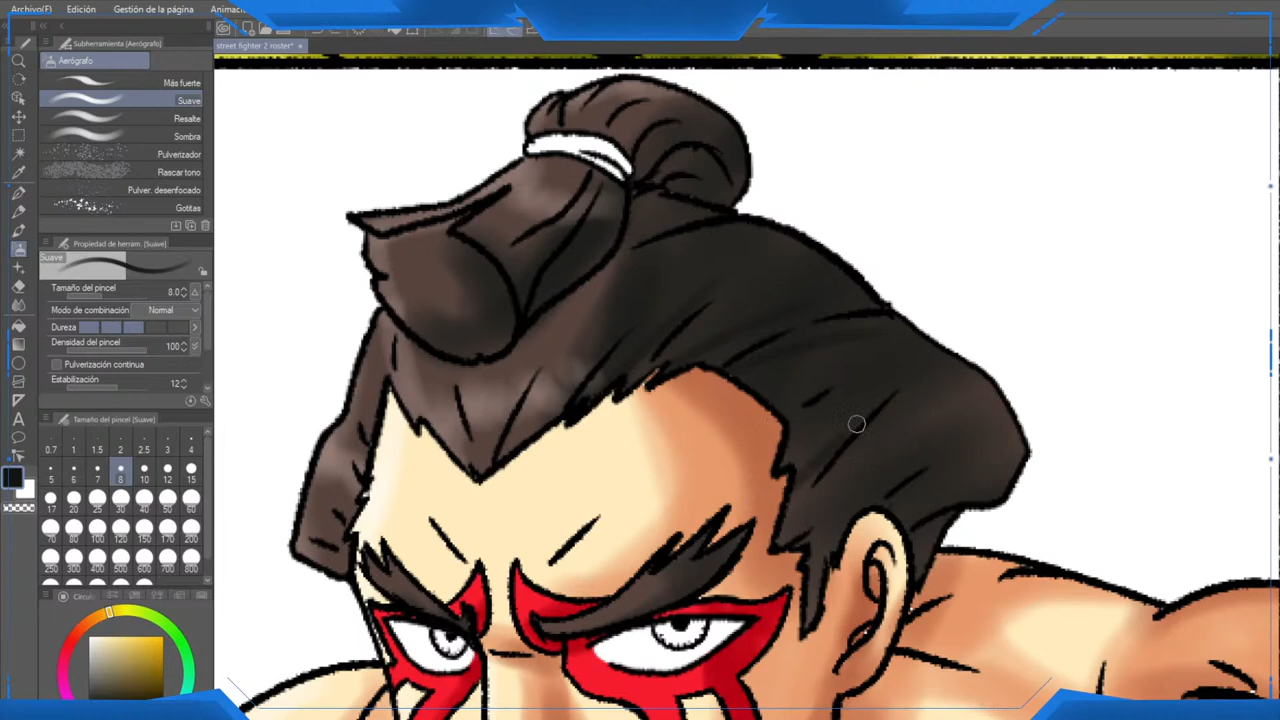 Archivo(F) Edición Gestión de la página Animació
street fighter 2 roster*
Subherramienta [Aerógrafo]
Aerógrafo
Más fuerte
Suave
Resalte
Sombra
Pulverizador
Rascar tono
Pulver. desenfocado
Gotitas
Propiedad de herram. [Suave]
Suave
Tamaño del pincel 8.0
Modo de combinación Normal
Dureza
Densidad del pincel 100
Pulverización continua
Estabilización 12
Tamaño del pincel [Suave]
0.7 1 1.5 2 3 4
5 6 7 8 10 12 15
17 20 25 30 40 50 60
70 80 100 120 150 170 200
250 300 400 500 600 700 800
Círculo
A